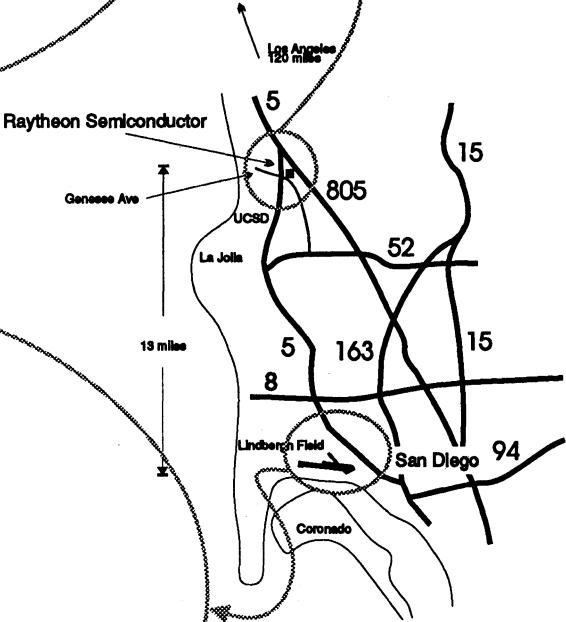 Los Angeles
120 miles
5
Raytheon Semiconductor
15
805
Genesee Ave
UCSD
52
La Jolla
13 miles
5
163
15
8
Lindbergh Field
San Diego
94
Coronado